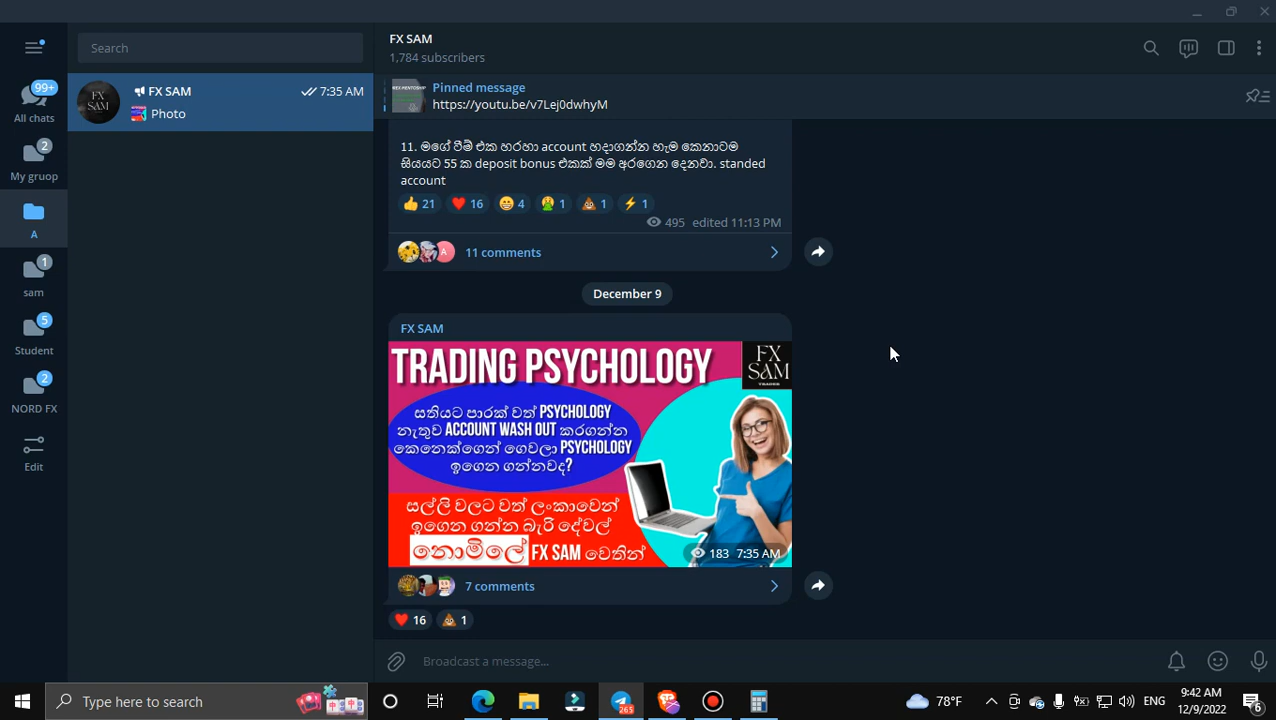 Search
FX SAM
7:35 AM
Photo
99+
All chats
2
My gruop
A
1
sam
5
Student
2
NORD FX
Edit
FX SAM
1,784 subscribers
Pinned message
https://youtu.be/v7Lej0dwhyM
11. මගේ වීම් එක හරහා account හදාගන්න හැම කෙනාටම
සියයට 55 ක deposit bonus එකක් මම අරගෙන දෙනවා. standed
account
👍 21 ❤️ 16 😁 4 🤮 1 💩 1 ⚡ 1
495 edited 11:13 PM
A
11 comments
December 9
FX SAM
TRADING PSYCHOLOGY
FX
SAM
TRADER
සතියට පාරක් වත් PSYCHOLOGY
නැතුව ACCOUNT WASH OUT කරගන්න
කෙනෙක්ගෙන් ගෙවලා PSYCHOLOGY
ඉගෙන ගන්නවද?
සල්ලි වලට වත් ලංකාවෙන්
ඉගෙන ගන්න බැරි දේවල්
නොමිලේ FX SAM වෙතින්
183 7:35 AM
7 comments
❤️ 16 💩 1
Broadcast a message...
Type here to search
265
78°F
ENG
9:42 AM
12/9/2022
6